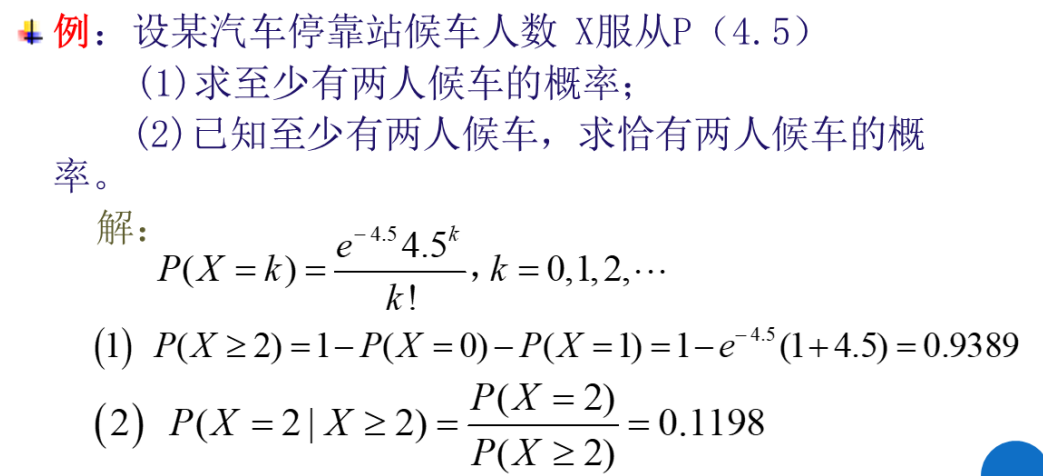 例：设某汽车停靠站候车人数 X服从P（4.5）
(1)求至少有两人候车的概率；
(2)已知至少有两人候车，求恰有两人候车的概
率。
解：
P(X = k) = \frac{e^{-4.5}4.5^k}{k!}, k = 0,1,2,⋯
(1) P(X ≥ 2) = 1 − P(X = 0) − P(X = 1) = 1 − e^{-4.5}(1 + 4.5) = 0.9389
(2) P(X = 2 | X ≥ 2) = \frac{P(X = 2)}{P(X ≥ 2)} = 0.1198